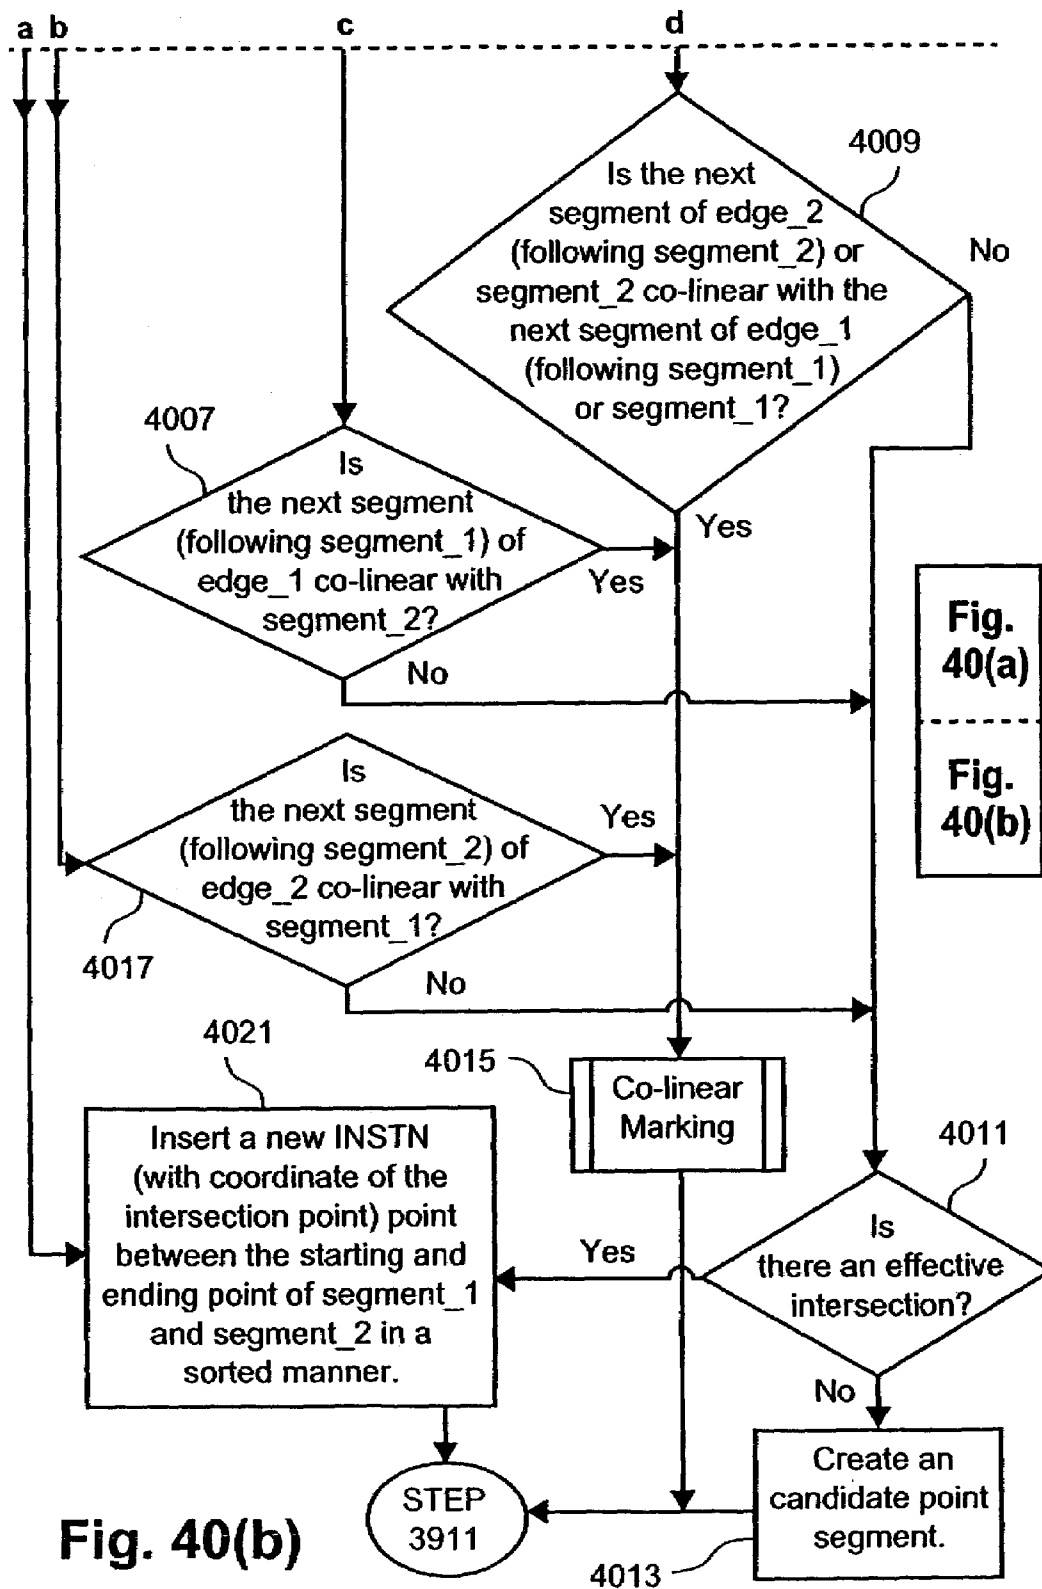 a b c d
4009
Is the next
segment of edge_2
(following segment_2) or
segment_2 co-linear with the
next segment of edge_1
(following segment_1)
or segment_1?
No
Yes
4007
Is
the next segment
(following segment_1) of
edge_1 co-linear with
segment_2?
Yes
No
Fig.
40(a)
Fig.
40(b)
Is
the next segment
(following segment_2) of
edge_2 co-linear with
segment_1?
Yes
4017
No
4021
4015
Co-linear
Marking
4011
Insert a new INSTN
(with coordinate of the
intersection point) point
between the starting and
ending point of segment_1
and segment_2 in a
sorted manner.
Yes
Is
there an effective
intersection?
No
STEP
3911
Create an
candidate point
segment.
4013
Fig. 40(b)